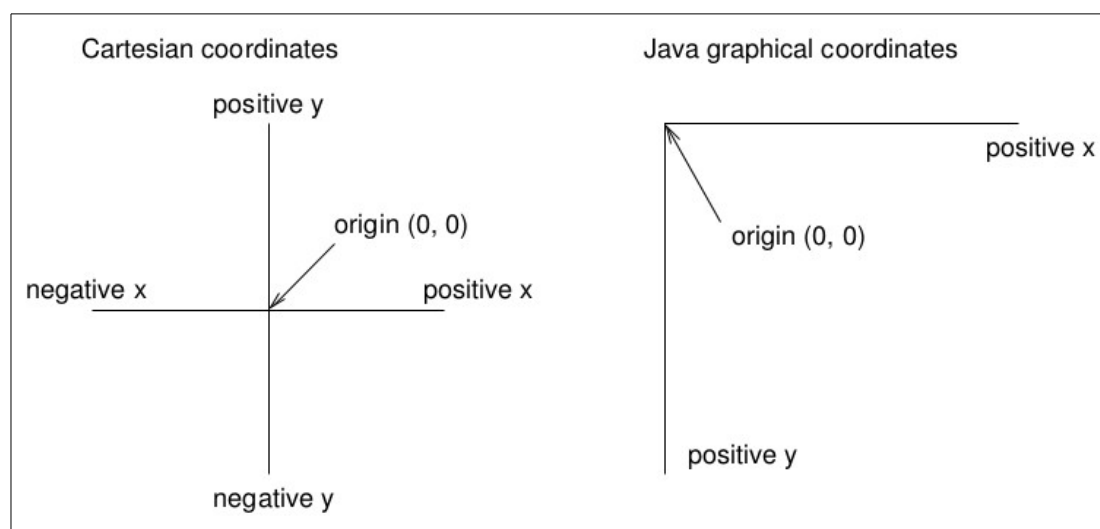 Cartesian coordinates
positive y
origin (0, 0)
negative x
positive x
negative y
Java graphical coordinates
positive x
origin (0, 0)
positive y